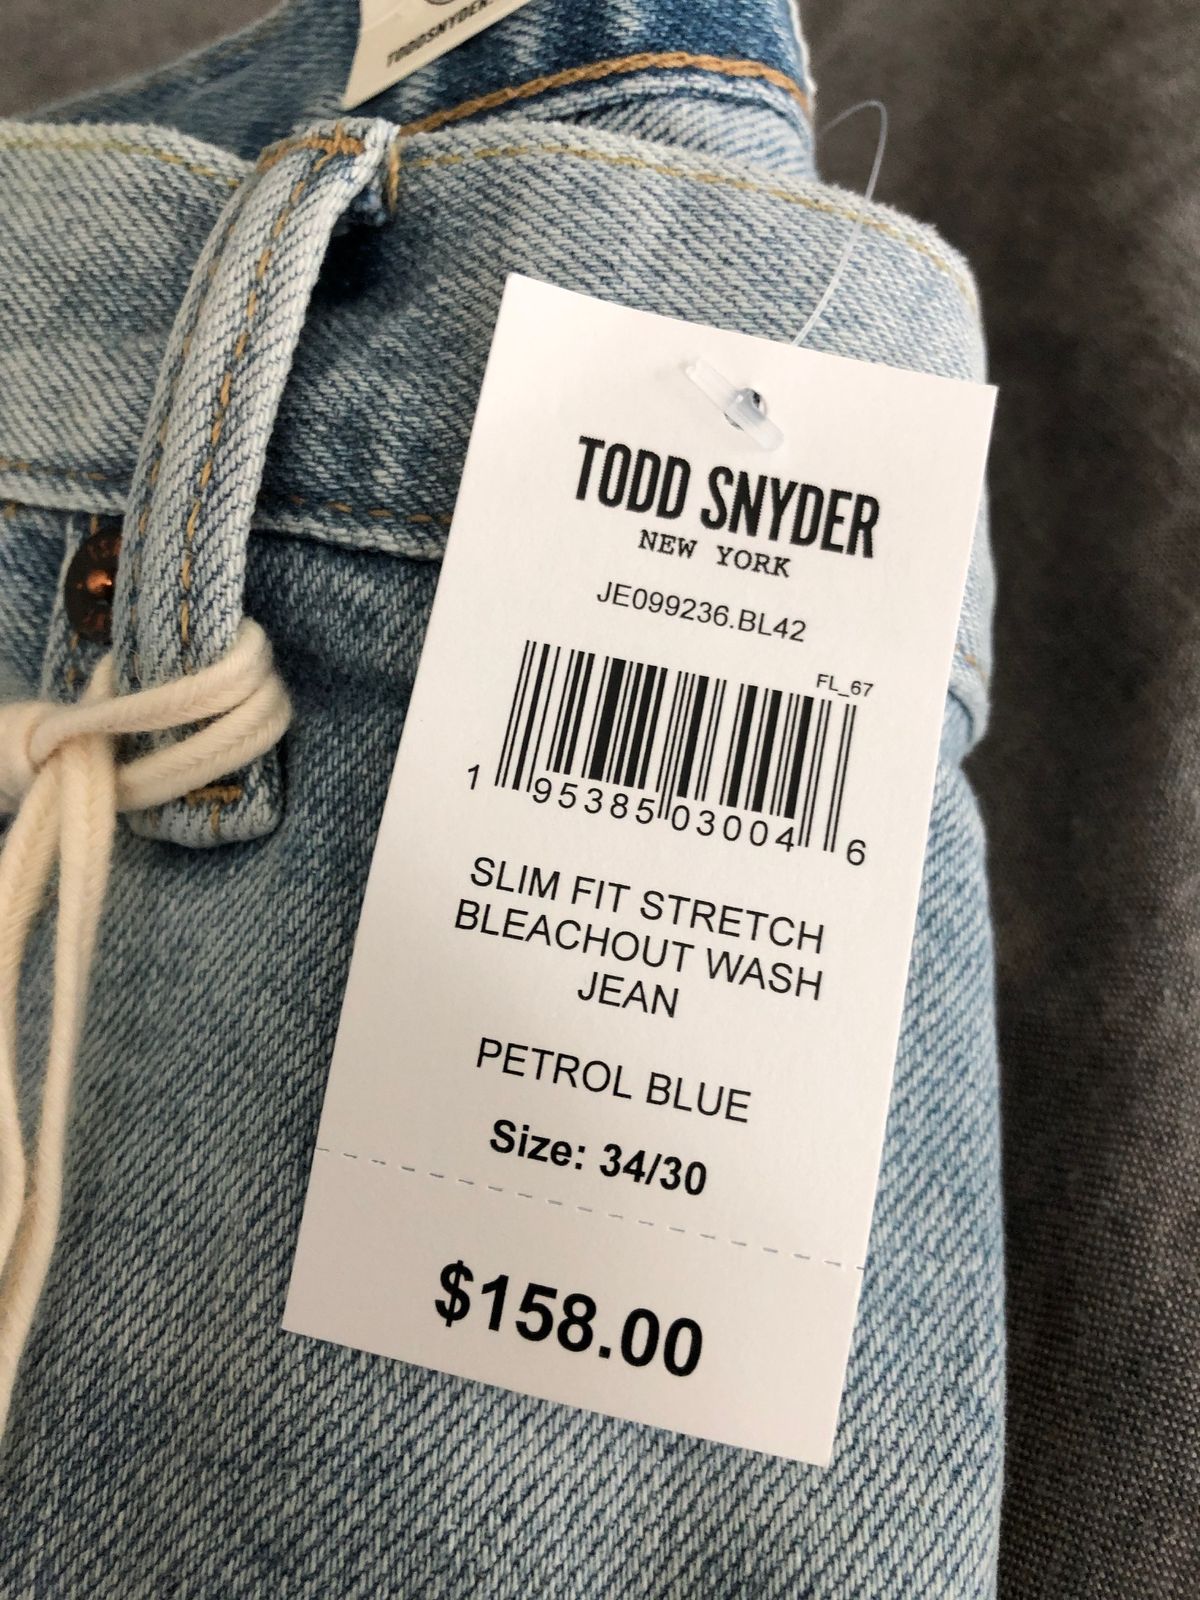 TODDSNYDER.
TODD SNYDER
NEW YORK
JE099236.BL42
FL_67
1 95385 03004 6
SLIM FIT STRETCH
BLEACHOUT WASH
JEAN
PETROL BLUE
Size: 34/30
$158.00